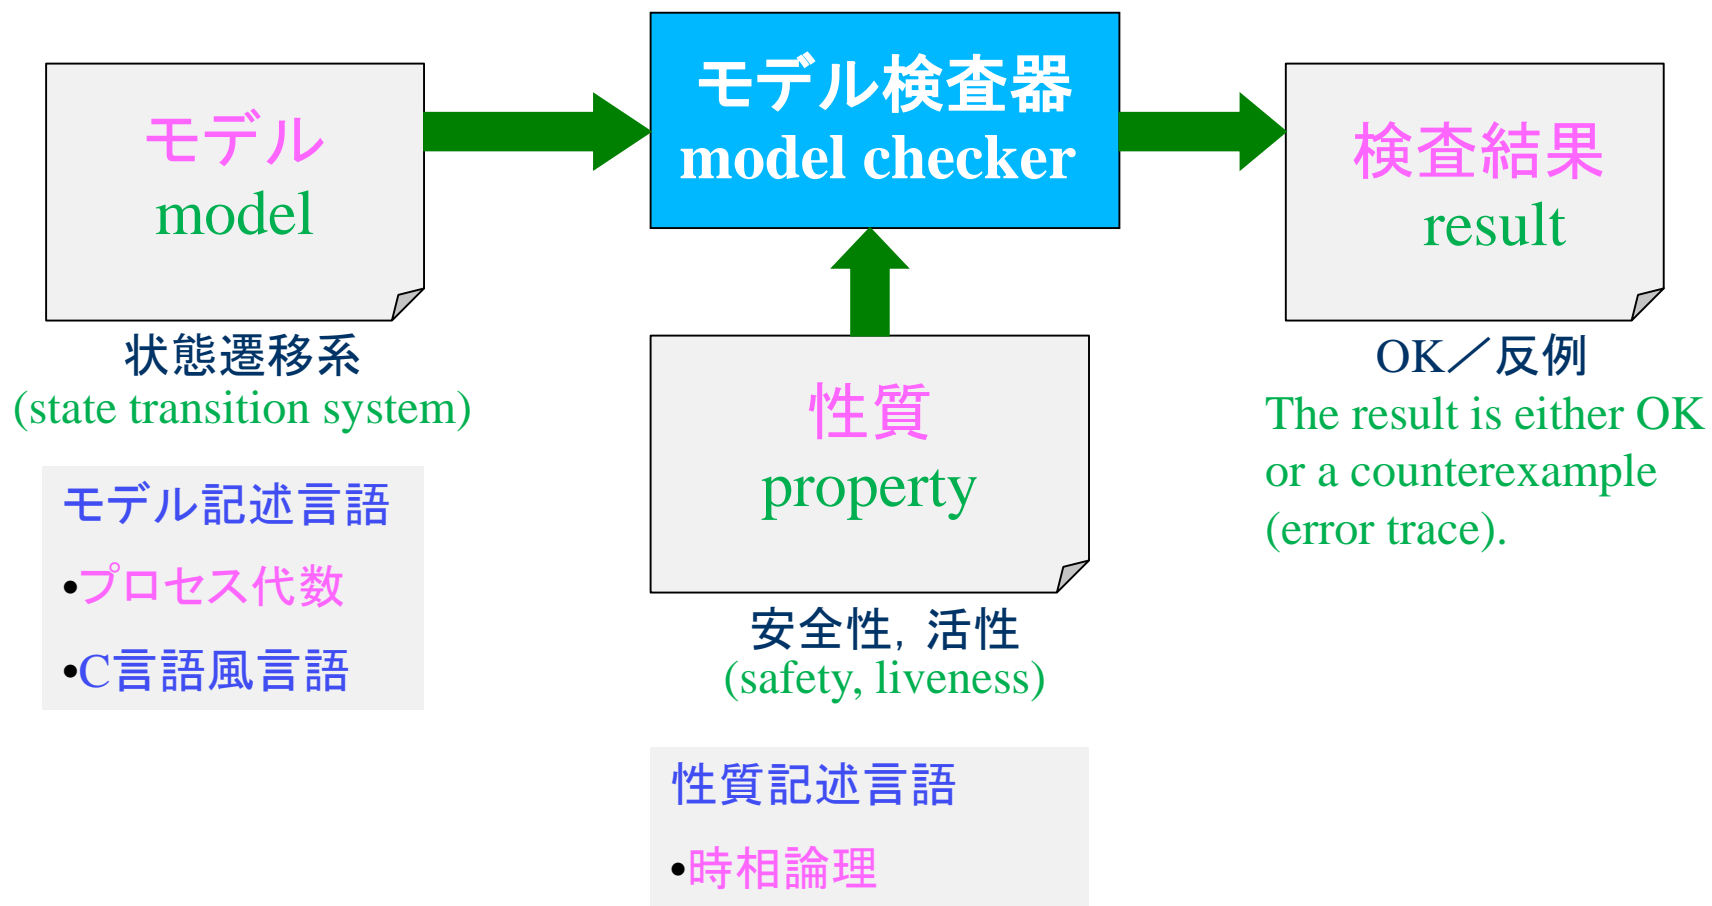 モデル
model
状態遷移系
(state transition system)
モデル記述言語
•プロセス代数
•C言語風言語
モデル検査器
model checker
性質
property
安全性, 活性
(safety, liveness)
性質記述言語
•時相論理
検査結果
result
OK／反例
The result is either OK
or a counterexample
(error trace).